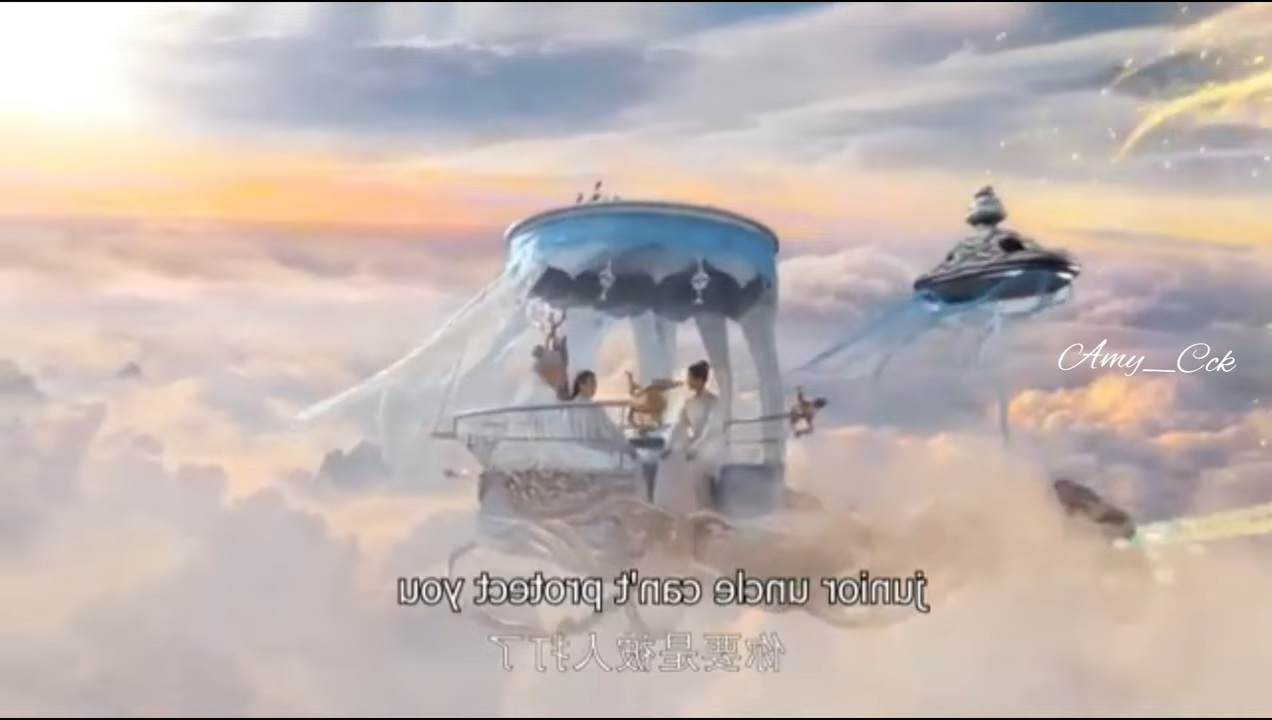 Amy_Cck
junior uncle can't protect you
你要是被人打了